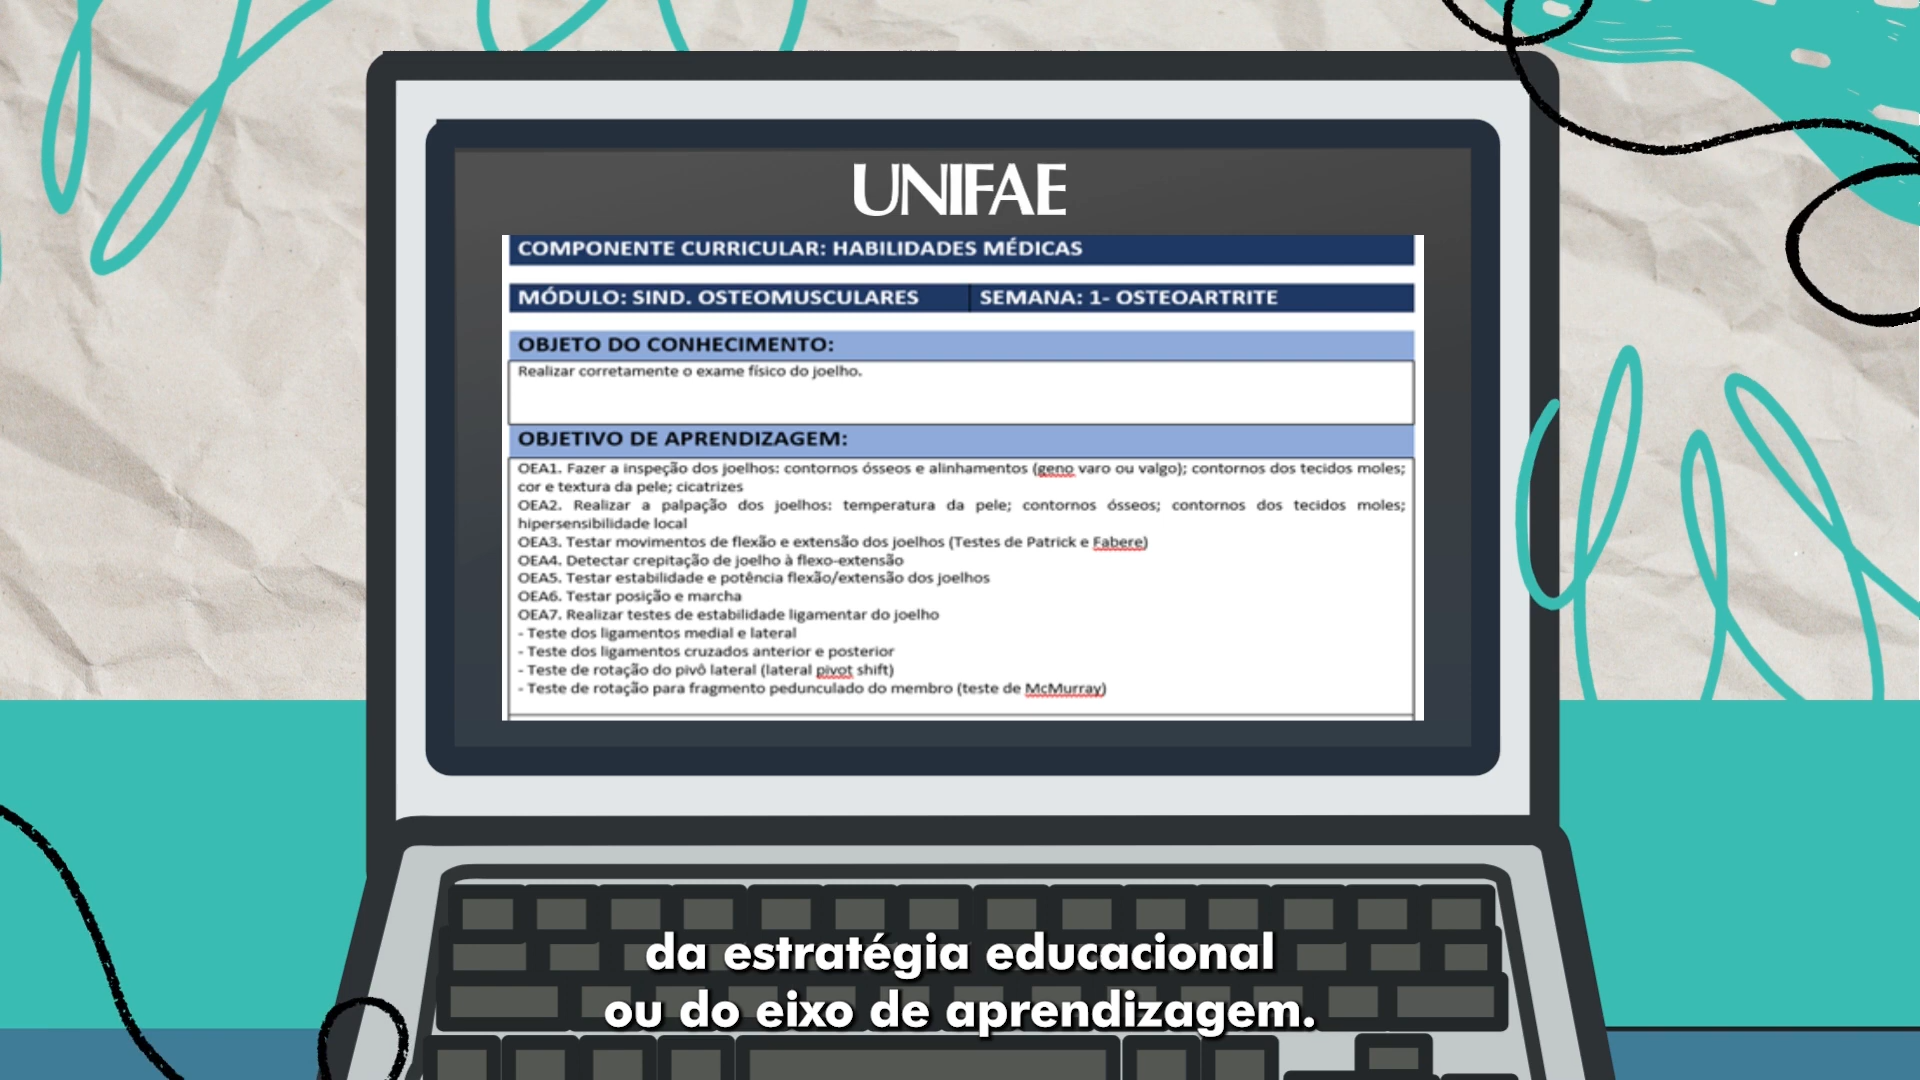 UNIFAE
COMPONENTE CURRICULAR: HABILIDADES MÉDICAS
MÓDULO: SIND. OSTEOMUSCULARES
SEMANA: 1- OSTEOARTRITE
OBJETO DO CONHECIMENTO:
Realizar corretamente o exame físico do joelho.
OBJETIVO DE APRENDIZAGEM:
OEA1. Fazer a inspeção dos joelhos: contornos ósseos e alinhamentos (geno varo ou valgo); contornos dos tecidos moles;
cor e textura da pele; cicatrizes
OEA2. Realizar a palpação dos joelhos: temperatura da pele; contornos ósseos; contornos dos tecidos moles;
hipersensibilidade local
OEA3. Testar movimentos de flexão e extensão dos joelhos (Testes de Patrick e Fabere)
OEA4. Detectar crepitação de joelho à flexo-extensão
OEA5. Testar estabilidade e potência flexão/extensão dos joelhos
OEA6. Testar posição e marcha
OEA7. Realizar testes de estabilidade ligamentar do joelho
- Teste dos ligamentos medial e lateral
- Teste dos ligamentos cruzados anterior e posterior
- Teste de rotação do pivô lateral (lateral pivot shift)
- Teste de rotação para fragmento pedunculado do membro (teste de McMurray)
da estratégia educacional
ou do eixo de aprendizagem.